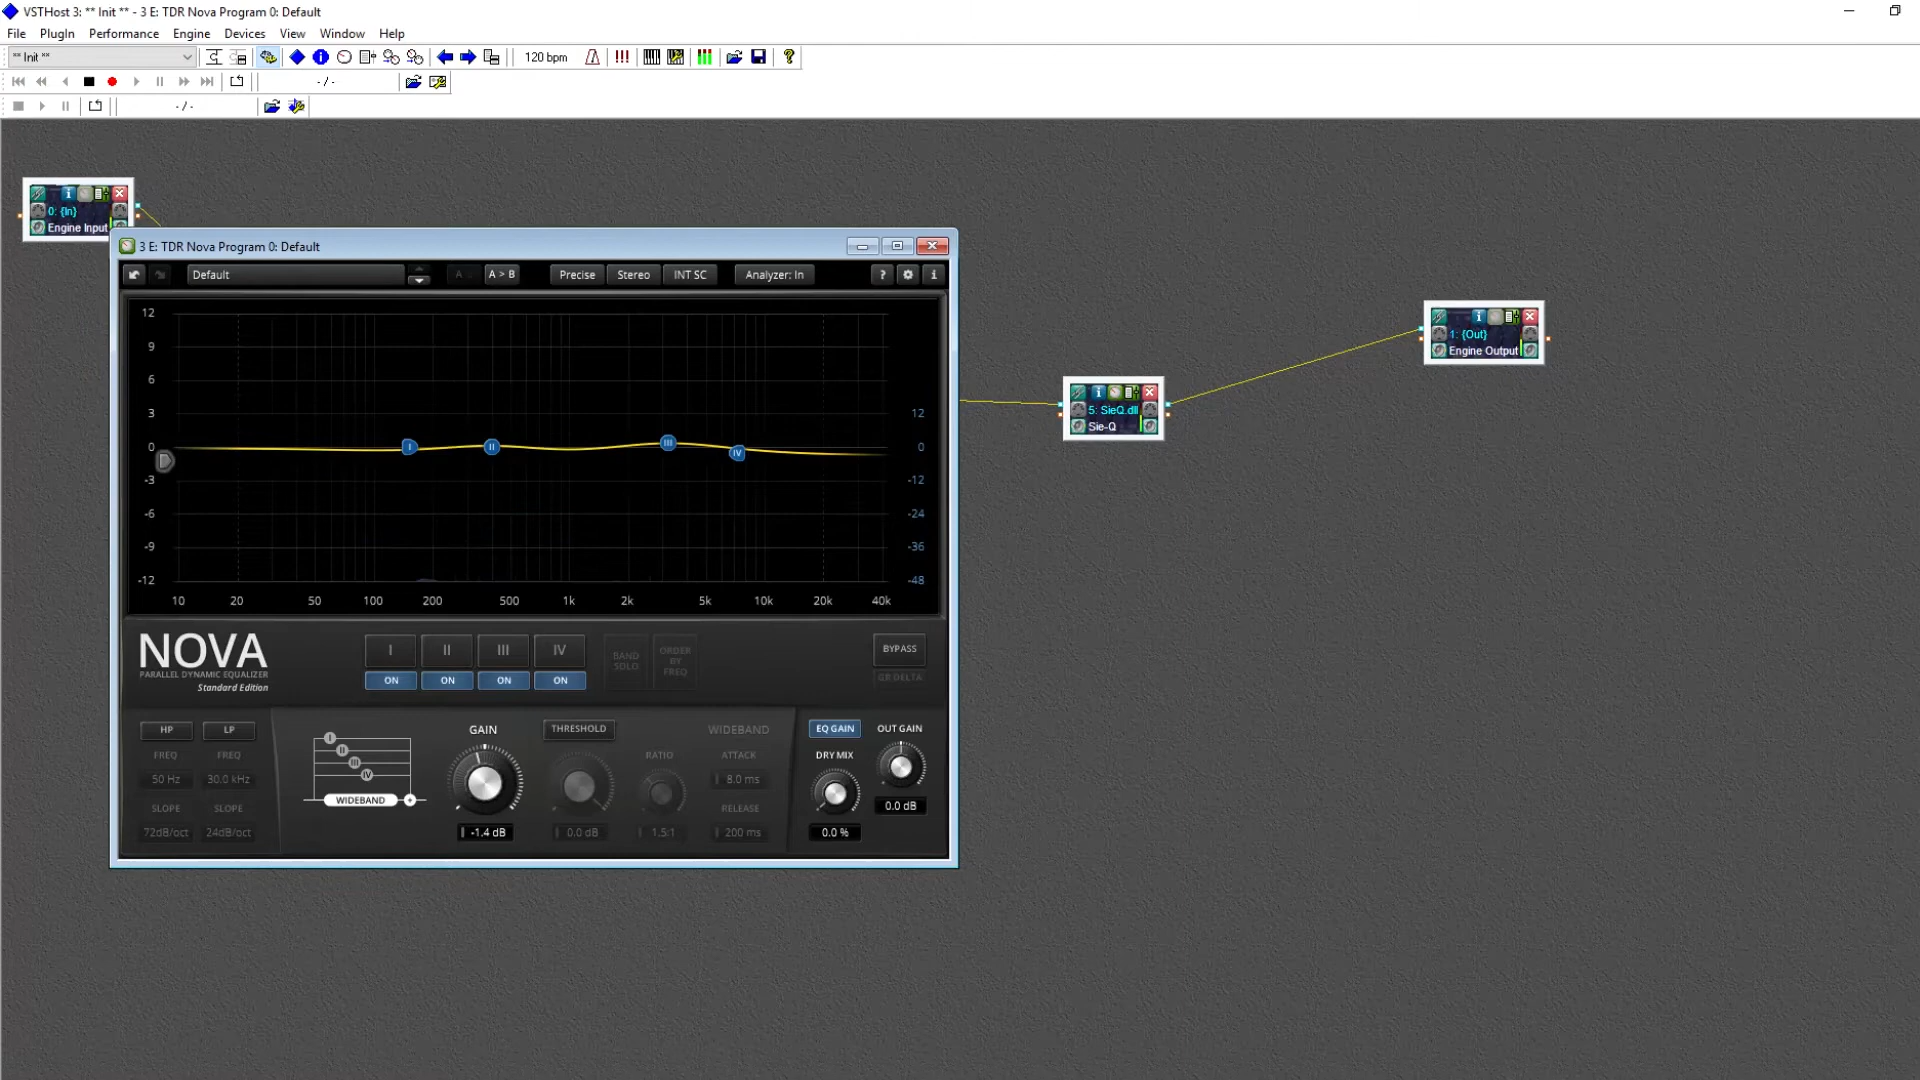 VSTHost 3: ** Init ** - 3 E: TDR Nova Program 0: Default
File PlugIn Performance Engine Devices View Window Help
** Init ** 120 bpm
- / -
- / -
0: {In}
Engine Input
3 E: TDR Nova Program 0: Default
Default A > B Precise Stereo INT SC Analyzer: In ? i
12
9
6
3 12
0 0
-3 -12
-6 -24
-9 -36
-12 -48
I II III IV
10 20 50 100 200 500 1k 2k 5k 10k 20k 40k
1: {Out}
Engine Output
5: SieQ.dll
Sie-Q
NOVA
PARALLEL DYNAMIC EQUALIZER
Standard Edition
I II III IV
ON ON ON ON
BAND SOLO
ORDER BY FREQ
BYPASS
GR DELTA
HP LP
FREQ FREQ
50 Hz 30.0 kHz
SLOPE SLOPE
72dB/oct 24dB/oct
I
II
III
IV
WIDEBAND
GAIN
-1.4 dB
THRESHOLD
0.0 dB
RATIO
1.5:1
WIDEBAND
ATTACK
8.0 ms
RELEASE
200 ms
EQ GAIN
DRY MIX
0.0 %
OUT GAIN
0.0 dB